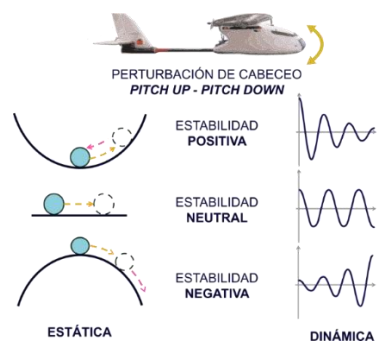 PERTURBACIÓN DE CABECEO
PITCH UP - PITCH DOWN
ESTABILIDAD
POSITIVA
ESTABILIDAD
NEUTRAL
ESTABILIDAD
NEGATIVA
ESTÁTICA
DINÁMICA